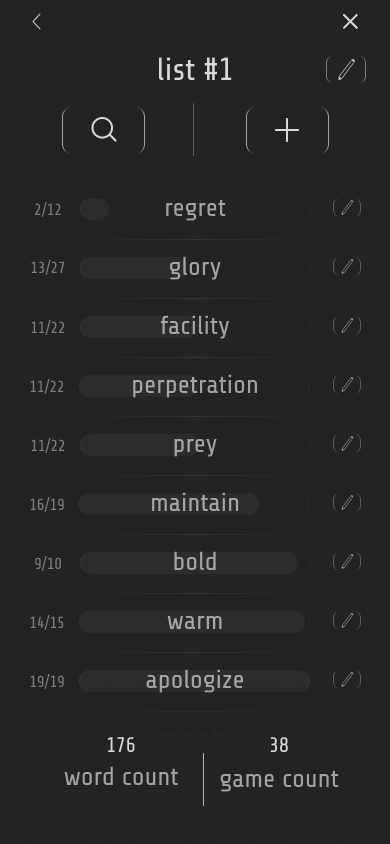 list #1
2/12 regret
13/27 glory
11/22 facility
11/22 perpetration
11/22 prey
16/19 maintain
9/10 bold
14/15 warm
19/19 apologize
remain
176 38
word count game count